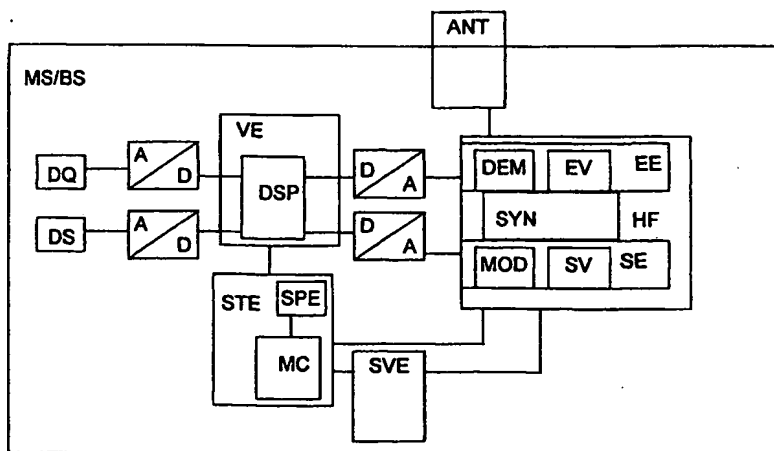 ANT
MS/BS
VE
DQ
A
D
DSP
D
A
DEM
EV
EE
SYN
HF
DS
A
D
D
A
MOD
SV
SE
STE
SPE
MC
SVE